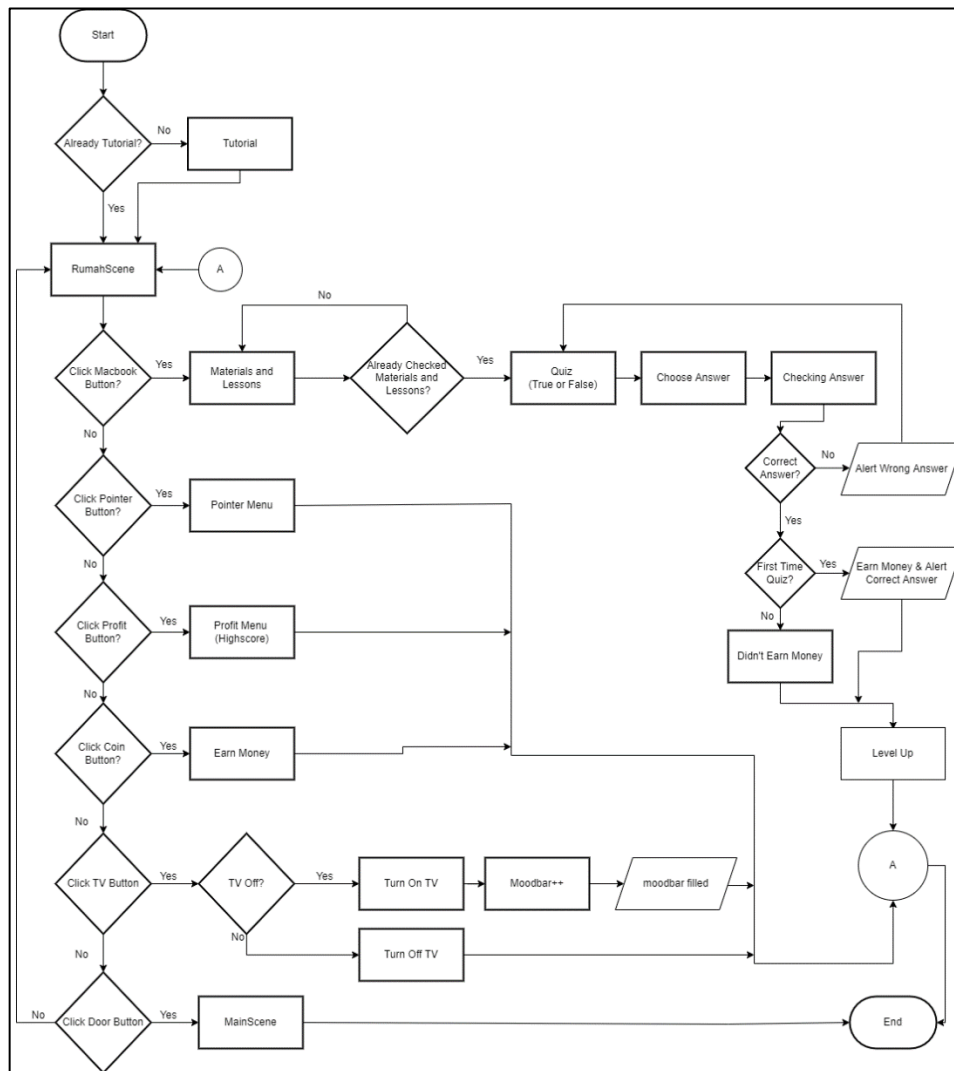 Start
Already Tutorial?
No
Tutorial
Yes
RumahScene
A
No
Click Macbook
Button?
Yes
Materials and
Lessons
Already Checked
Materials and
Lessons?
Yes
Quiz
(True or False)
Choose Answer
Checking Answer
No
Correct
Answer?
No
Alert Wrong Answer
Yes
Click Pointer
Button?
Yes
Pointer Menu
No
First Time
Quiz?
Yes
Earn Money & Alert
Correct Answer
No
Didn't Earn Money
Click Profit
Button?
Yes
Profit Menu
(Highscore)
No
Click Coin
Button?
Yes
Earn Money
Level Up
No
Click TV Button
Yes
TV Off?
Yes
Turn On TV
Moodbar++
moodbar filled
A
No
Turn Off TV
No
Click Door Button
No
Yes
MainScene
End